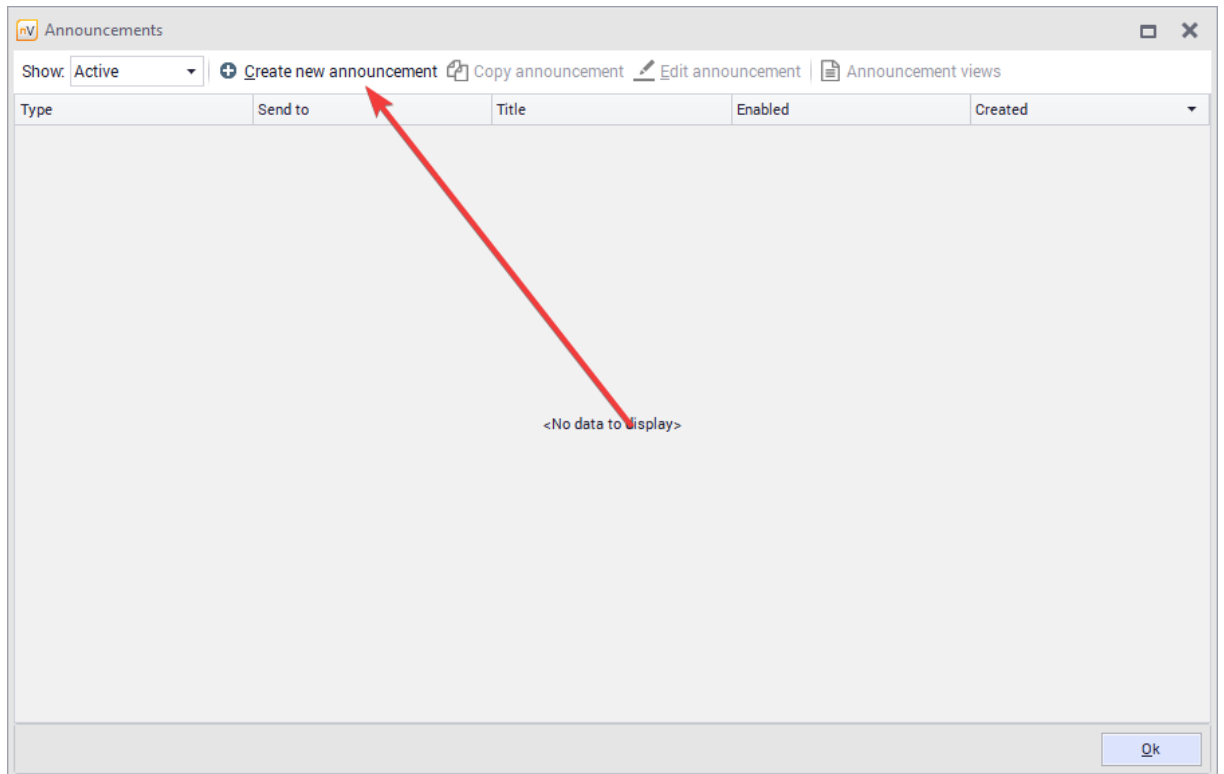 nV Announcements
Show: Active Create new announcement Copy announcement Edit announcement Announcement views
Type Send to Title Enabled Created
<No data to display>
Ok